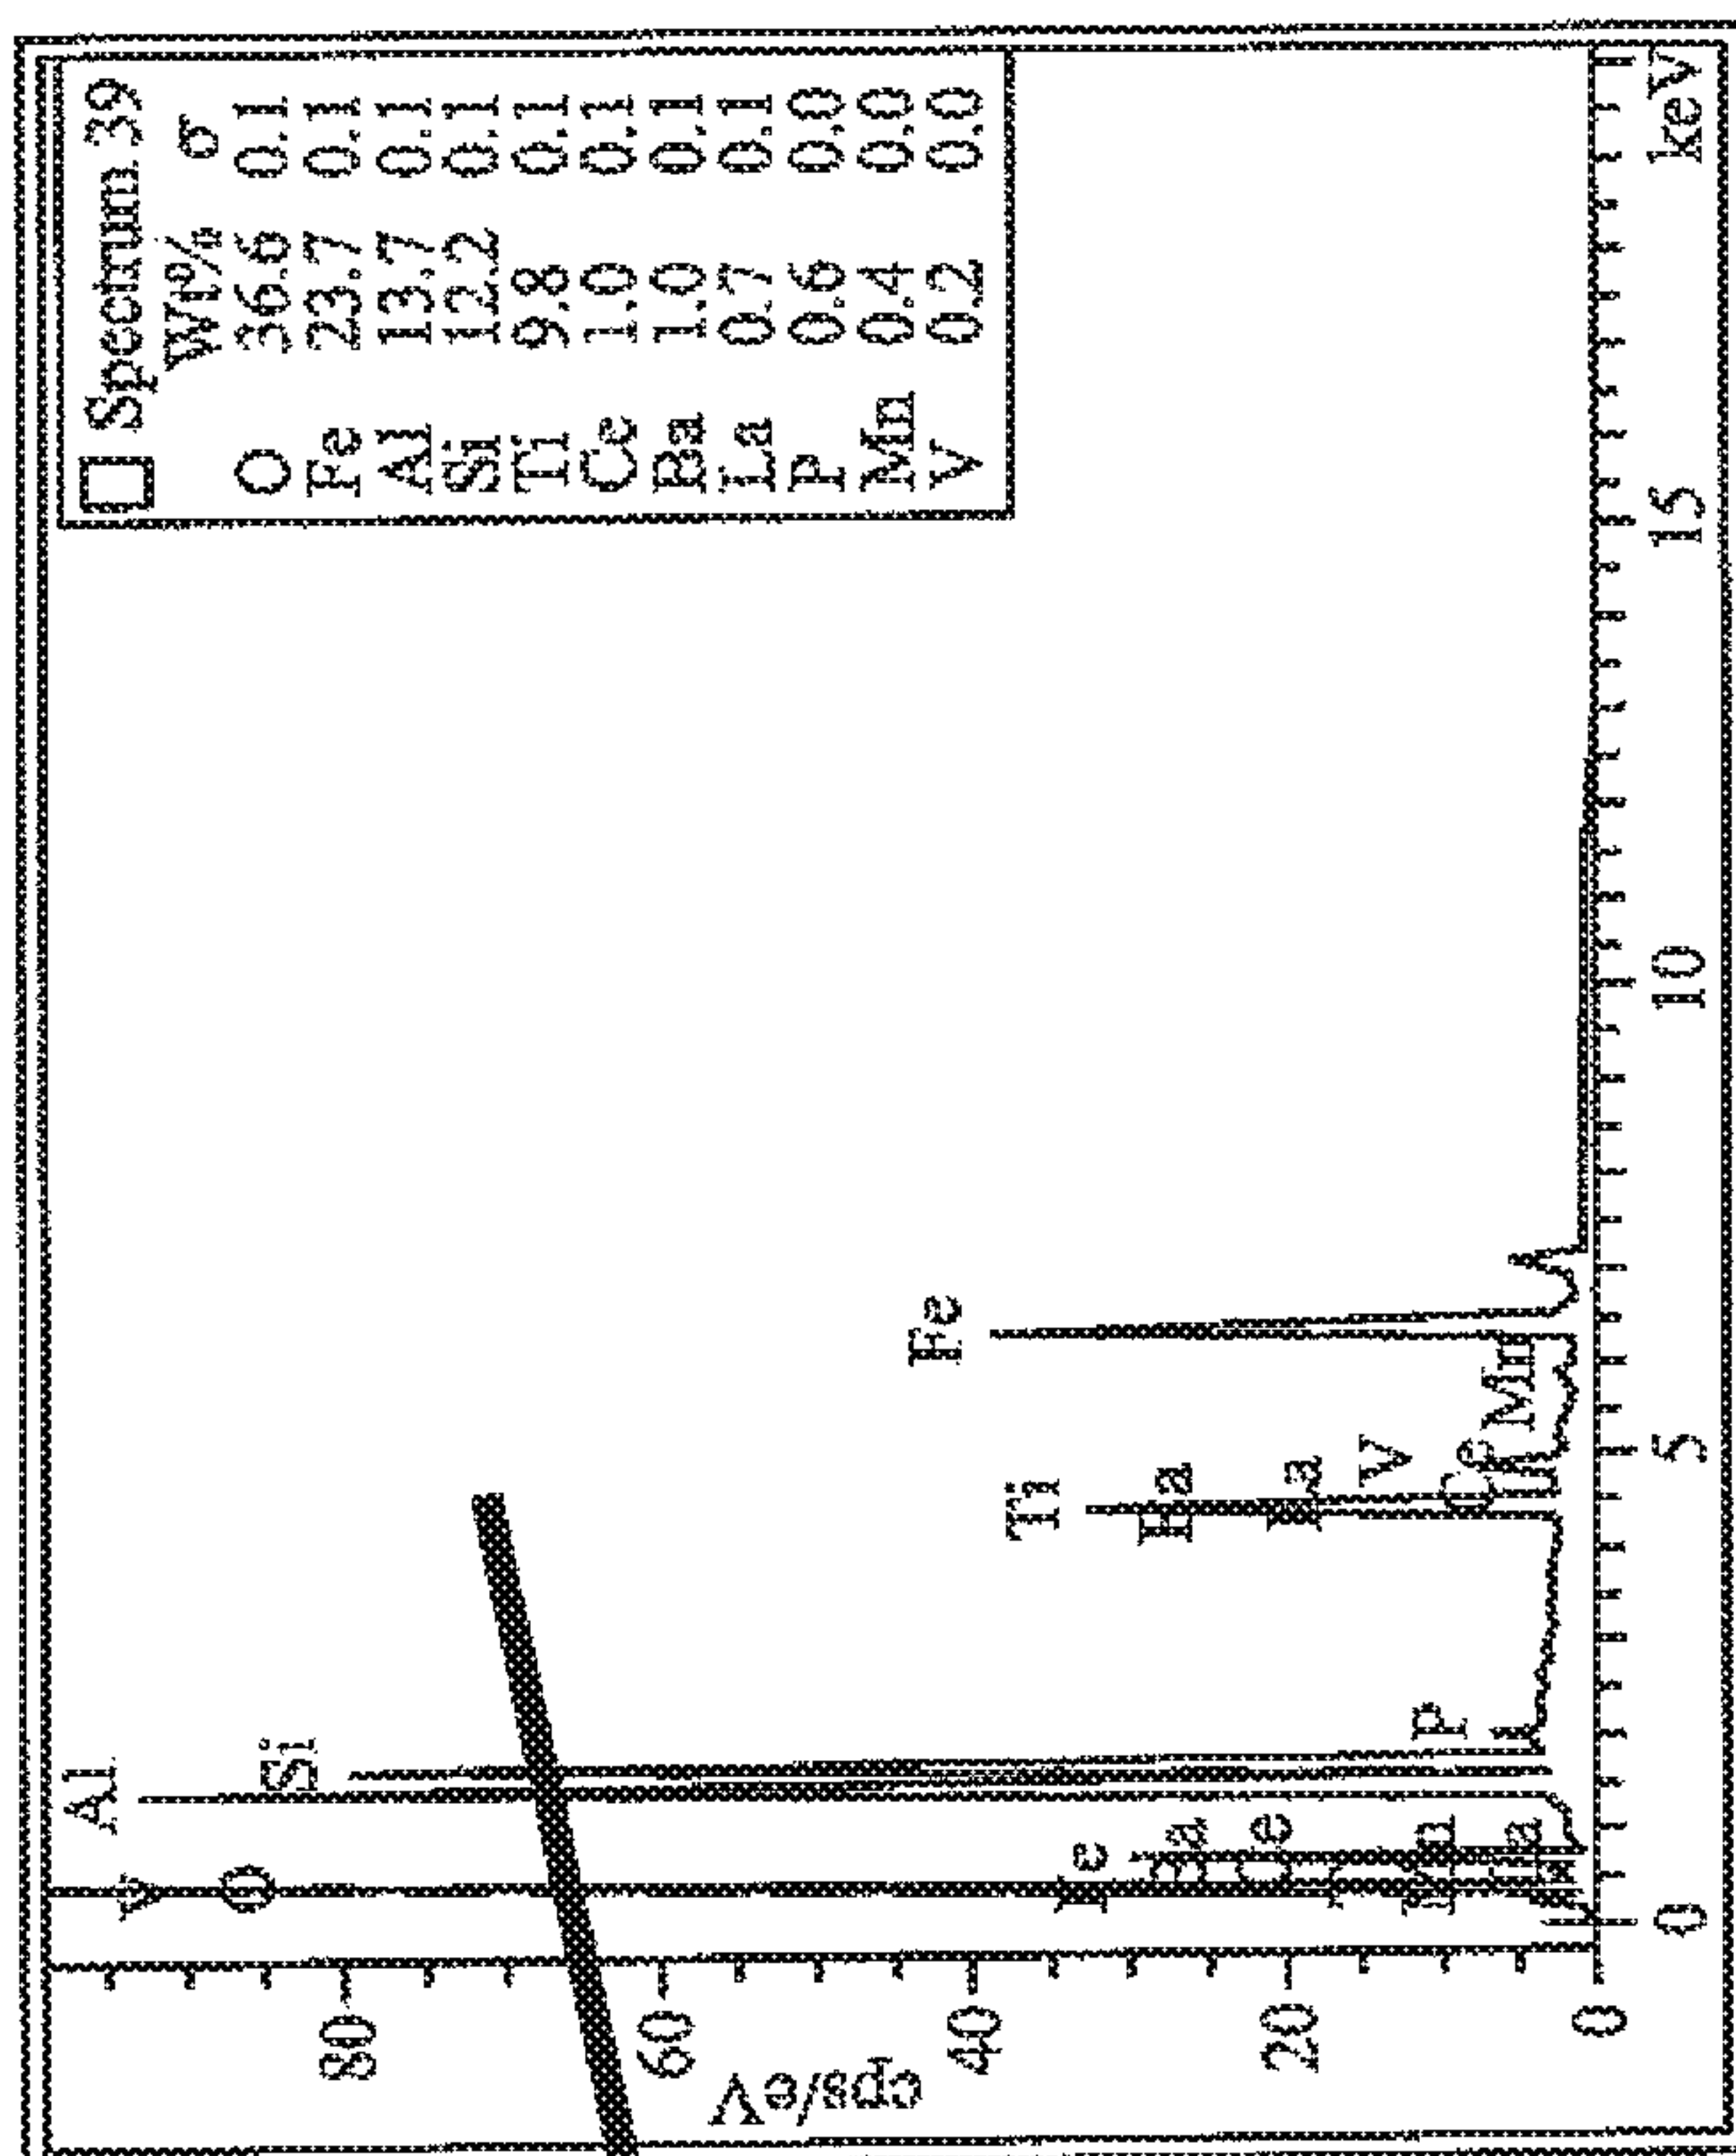 Spectrum 39
Wt% σ
O 36.6 0.1
Fe 23.7 0.1
Al 13.7 0.1
Si 12.2 0.1
Ti 9.8 0.1
Ce 1.0 0.1
Ba 1.0 0.1
La 0.7 0.1
P 0.6 0.0
Mn 0.4 0.0
V 0.2 0.0
cps/eV
80
60
40
20
0
V
O
Al
Si
P
Ti
V
Ce
Mn
Fe
0 5 10 15 keV